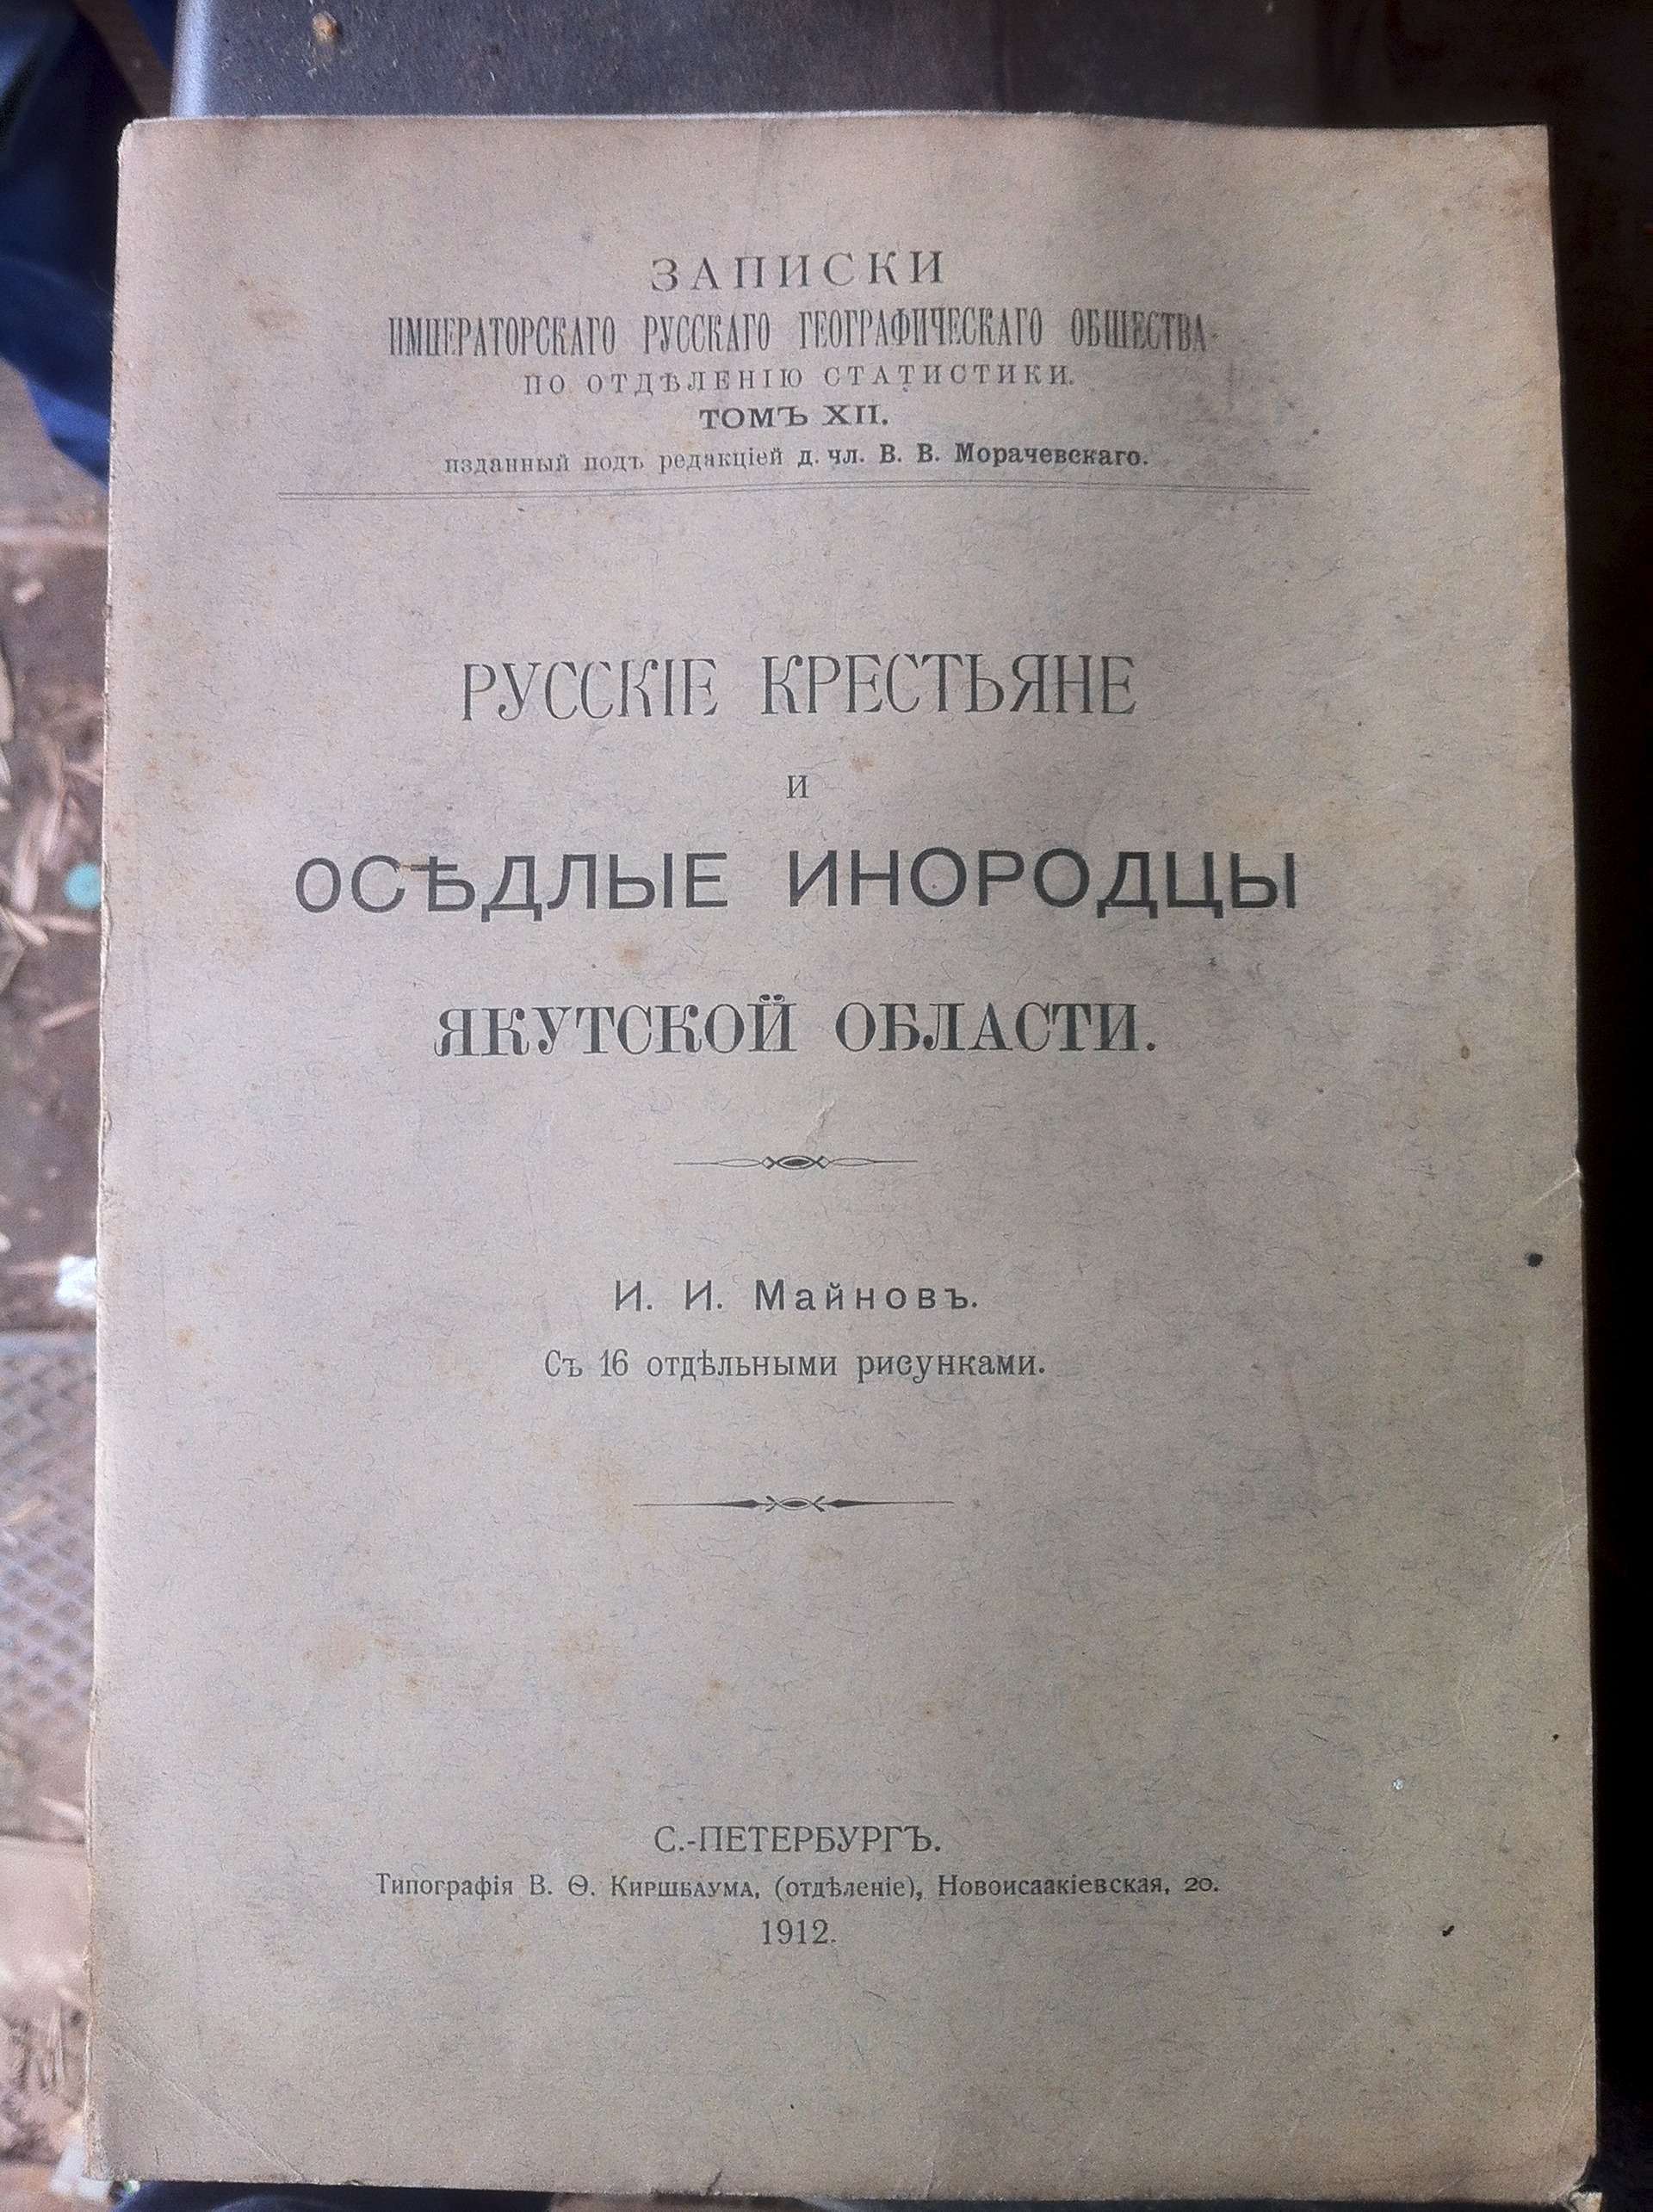 ЗАПИСКИ
ИМПЕРАТОРСКАГО РУССКАГО ГЕОГРАФИЧЕСКАГО ОБЩЕСТВА
ПО ОТДѢЛЕНІЮ СТАТИСТИКИ.
ТОМЪ XII.
изданный подъ редакціей д. чл. В. В. Морачевскаго.
РУССКІЕ КРЕСТЬЯНЕ
И
ОСѢДЛЫЕ ИНОРОДЦЫ
ЯКУТСКОЙ ОБЛАСТИ.
И. И. Майновъ.
Съ 16 отдѣльными рисунками.
С.-ПЕТЕРБУРГЪ.
Типографія В. Ѳ. Киршбаума, (отдѣленіе), Новоисаакіевская, 20.
1912.